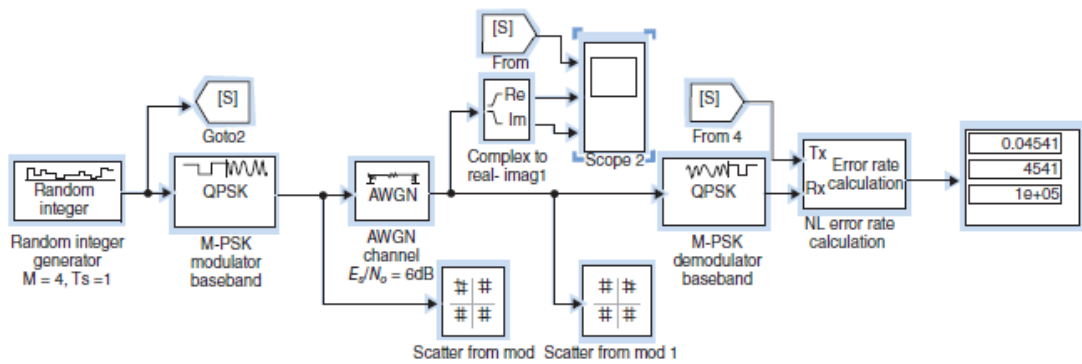 [S]
From
[S]
Goto2
Re
Im
Complex to
real- imag1
Scope 2
[S]
From 4
Random
integer
Random integer
generator
M = 4, Ts =1
QPSK
M-PSK
modulator
baseband
AWGN
AWGN
channel
Es/No = 6dB
QPSK
M-PSK
demodulator
baseband
Tx
Rx
Error rate
calculation
NL error rate
calculation
0.04541
4541
1e+05
Scatter from mod
Scatter from mod 1